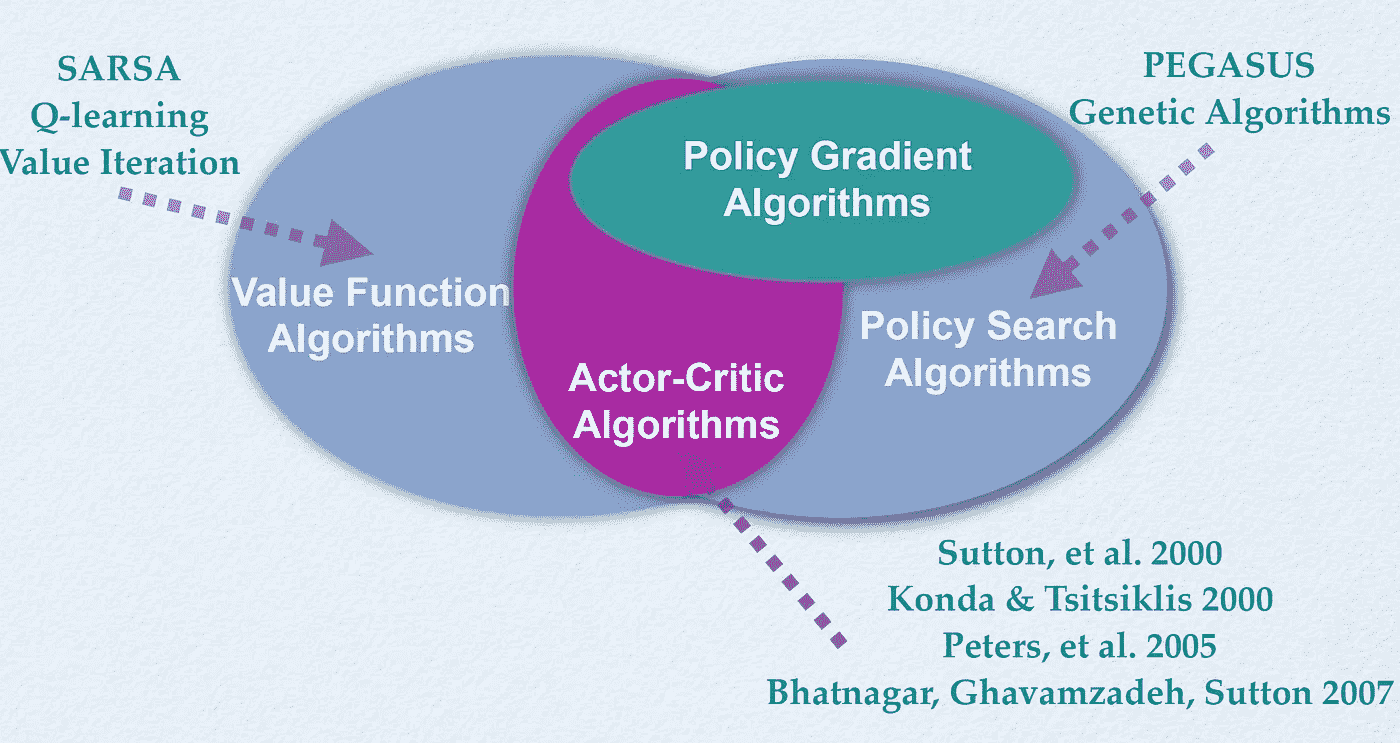 SARSA
Q-learning
Value Iteration
PEGASUS
Genetic Algorithms
Policy Gradient
Algorithms
Value Function
Algorithms
Policy Search
Algorithms
Actor-Critic
Algorithms
Sutton, et al. 2000
Konda & Tsitsiklis 2000
Peters, et al. 2005
Bhatnagar, Ghavamzadeh, Sutton 2007